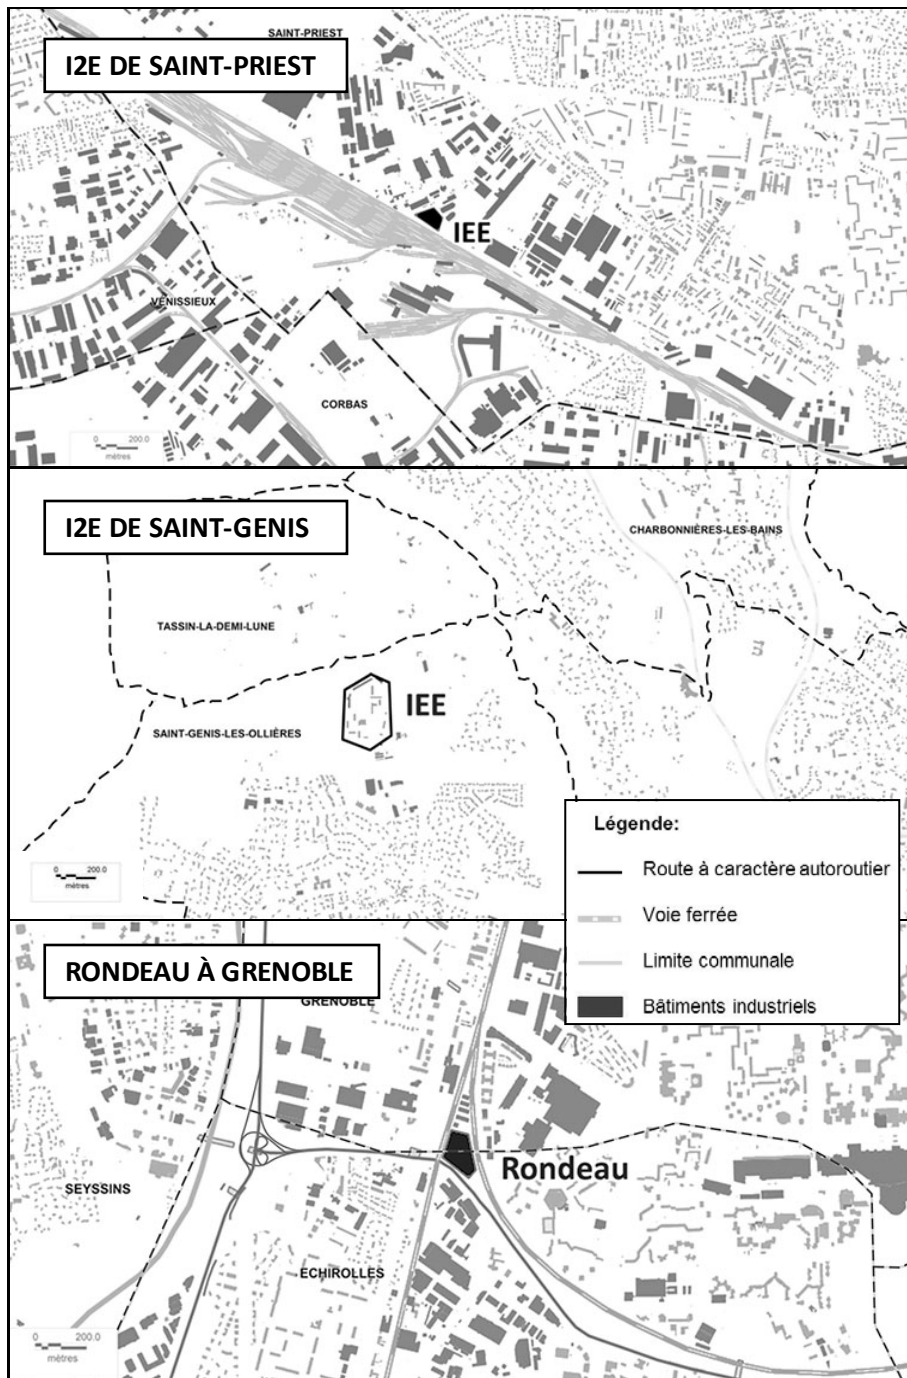 SAINT-PRIEST
I2E DE SAINT-PRIEST
IEE
VÉNISSIEUX
CORBAS
0 200.0
mètres
I2E DE SAINT-GENIS
CHARBONNIÈRES-LES-BAINS
TASSIN-LA-DEMI-LUNE
IEE
SAINT-GENIS-LES-OLLIÈRES
0 200.0
mètres
Légende:
Route à caractère autoroutier
Voie ferrée
Limite communale
Bâtiments industriels
RONDEAU À GRENOBLE
GRENOBLE
Rondeau
SEYSSINS
ECHIROLLES
0 200.0
mètres